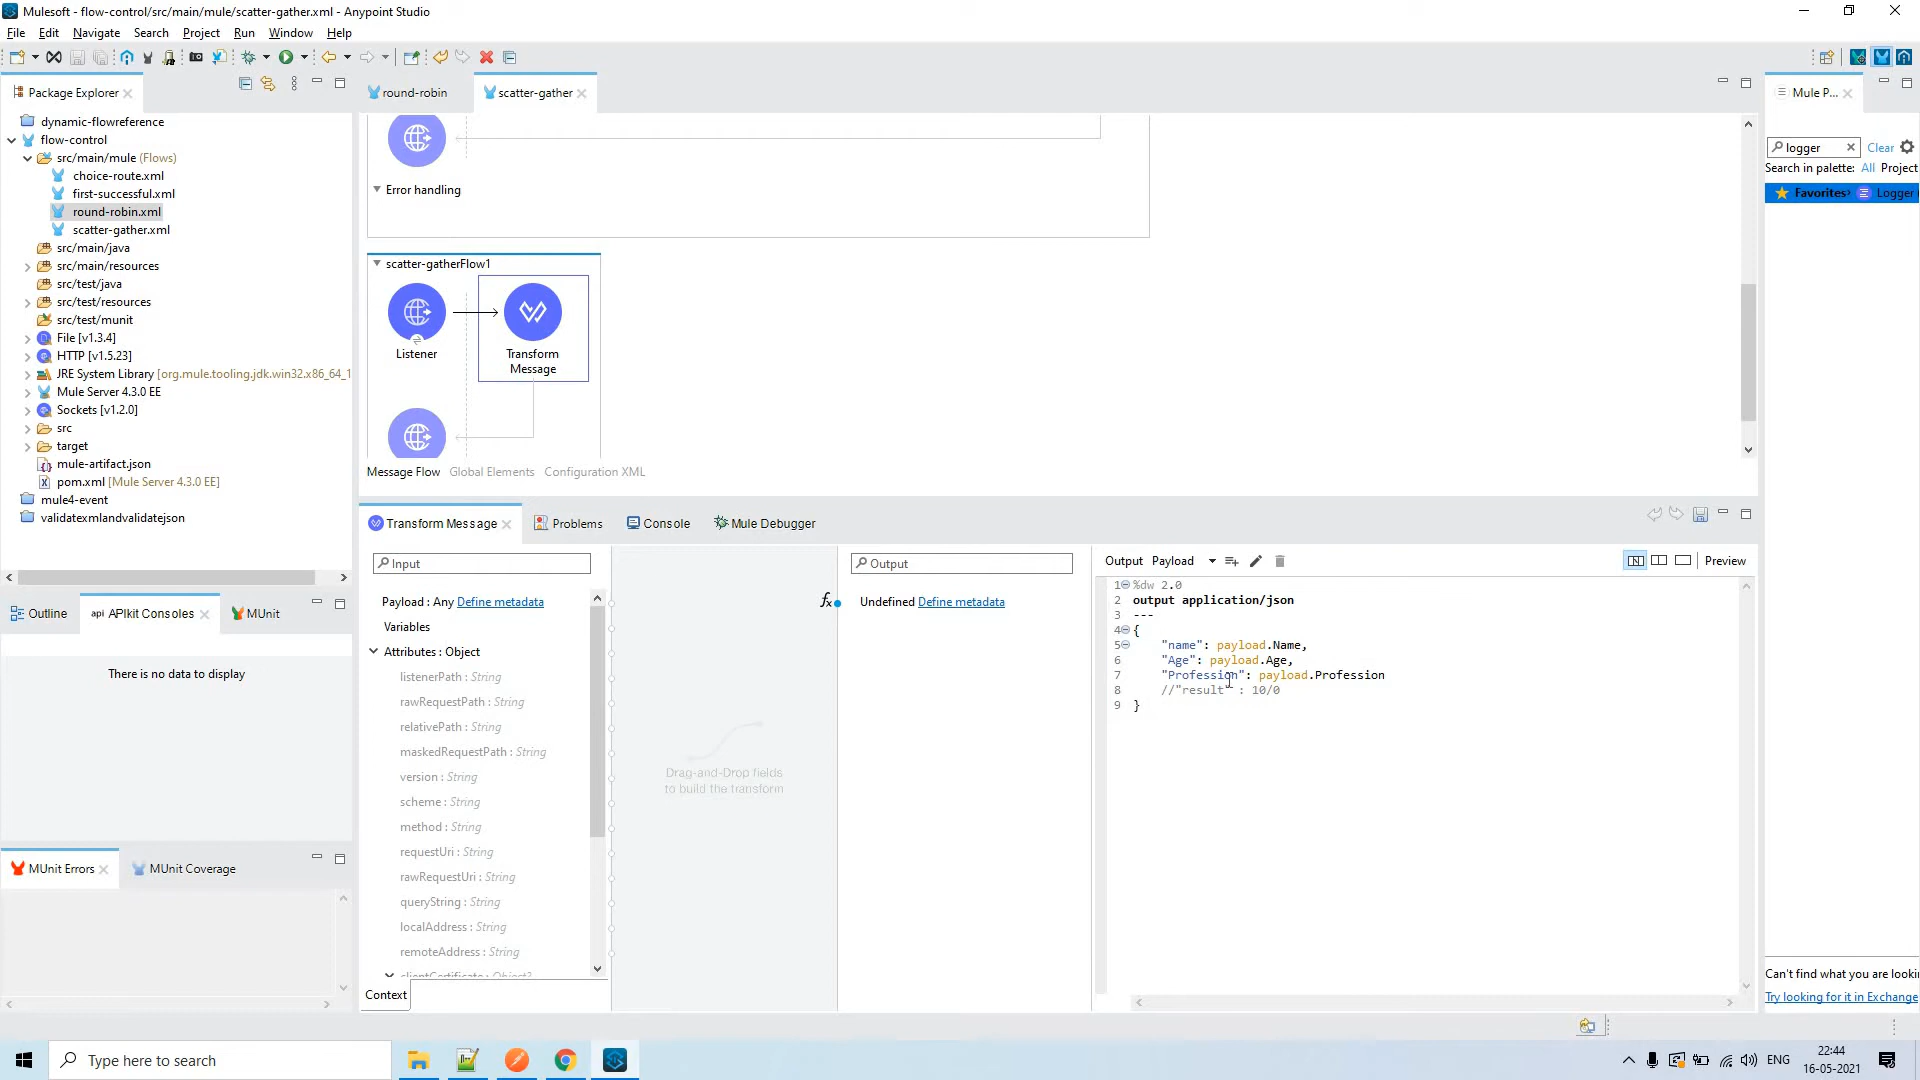 Mulesoft - flow-control/src/main/mule/scatter-gather.xml - Anypoint Studio
File Edit Navigate Search Project Run Window Help
Package Explorer
round-robin
scatter-gather
Mule P...
dynamic-flowreference
flow-control
src/main/mule (Flows)
choice-route.xml
first-successful.xml
round-robin.xml
scatter-gather.xml
src/main/java
src/main/resources
src/test/java
src/test/resources
src/test/munit
File [v1.3.4]
HTTP [v1.5.23]
JRE System Library [org.mule.tooling.jdk.win32.x86_64_1
Mule Server 4.3.0 EE
Sockets [v1.2.0]
src
target
mule-artifact.json
pom.xml [Mule Server 4.3.0 EE]
mule4-event
validatexmlandvalidatejson
Error handling
scatter-gatherFlow1
Listener
Transform
Message
Message Flow Global Elements Configuration XML
logger
Clear
Search in palette: All Project
Favorites
Logger
Can't find what you are looki
Try looking for it in Exchange
Outline
api APIkit Consoles
MUnit
There is no data to display
MUnit Errors
MUnit Coverage
Transform Message
Problems
Console
Mule Debugger
Input
Payload : Any Define metadata
Variables
Attributes : Object
listenerPath : String
rawRequestPath : String
relativePath : String
maskedRequestPath : String
version : String
scheme : String
method : String
requestUri : String
rawRequestUri : String
queryString : String
localAddress : String
remoteAddress : String
clientCertificate : Object?
Context
fx
Drag-and-Drop fields
to build the transform
Output
Undefined Define metadata
Output Payload
Preview
1 %dw 2.0
2 output application/json
3 ---
4 {
5 "name": payload.Name,
6 "Age": payload.Age,
7 "Profession": payload.Profession
8 //"result" : 10/0
9 }
Type here to search
ENG
22:44
16-05-2021